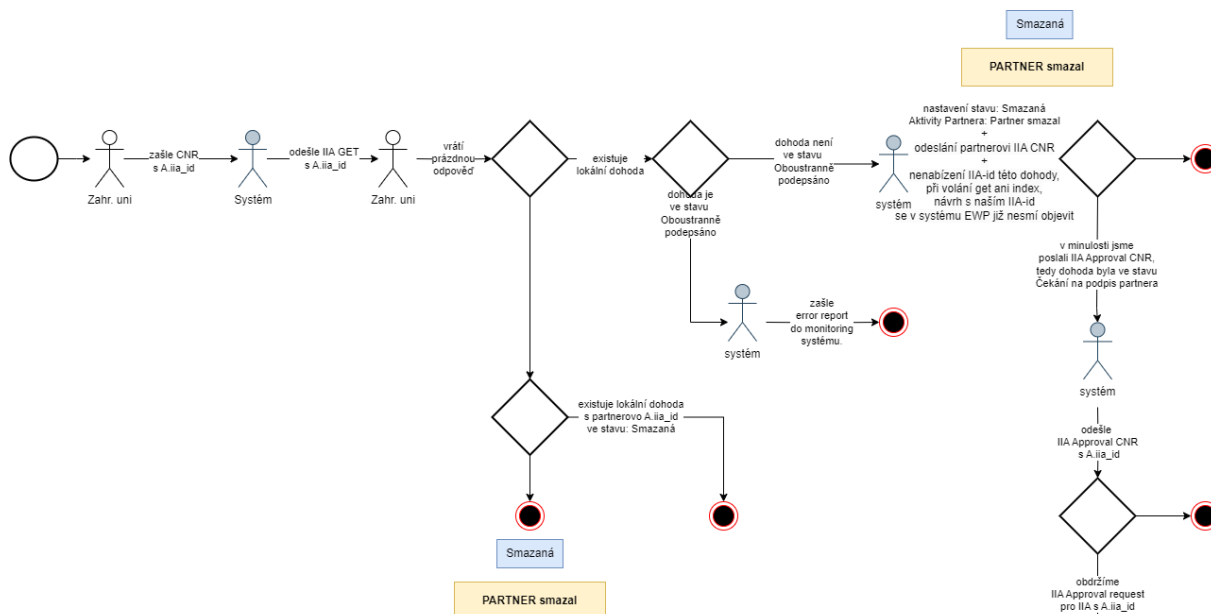 Smazaná
PARTNER smazal
Zahr. uni
zašle CNR
s A.iia_id
Systém
odešle IIA GET
s A.iia_id
Zahr. uni
vrátí
prázdnou
odpověď
existuje
lokální dohoda
dohoda není
ve stavu
Oboustranně
podepsáno
systém
nastavení stavu: Smazaná
Aktivity Partnera: Partner smazal
+
odeslání partnerovi IIA CNR
+
nenabízení IIA-id této dohody,
při volání get ani index,
návrh s naším IIA-id
se v systému EWP již nesmí objevit
dohoda je
ve stavu
Oboustranně
podepsáno
systém
zašle
error report
do monitoring
systému.
v minulosti jsme
poslali IIA Approval CNR,
tedy dohoda byla ve stavu
Čekání na podpis partnera
systém
existuje lokální dohoda
s partnerovo A.iia_id
ve stavu: Smazaná
odešle
IIA Approval CNR
s A.iia_id
Smazaná
PARTNER smazal
obdržíme
IIA Approval request
pro IIA s A.iia_id